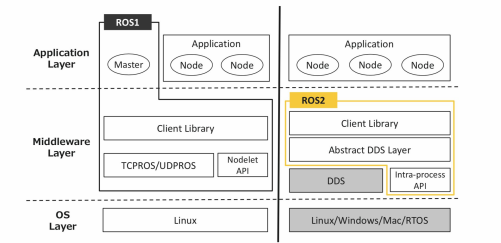 ROS1
Application Layer
Master
Application
Node
Node
Application
Node
Node
Node
ROS2
Middleware Layer
Client Library
TCPROS/UDPROS
Nodelet API
Client Library
Abstract DDS Layer
DDS
Intra-process API
OS Layer
Linux
Linux/Windows/Mac/RTOS